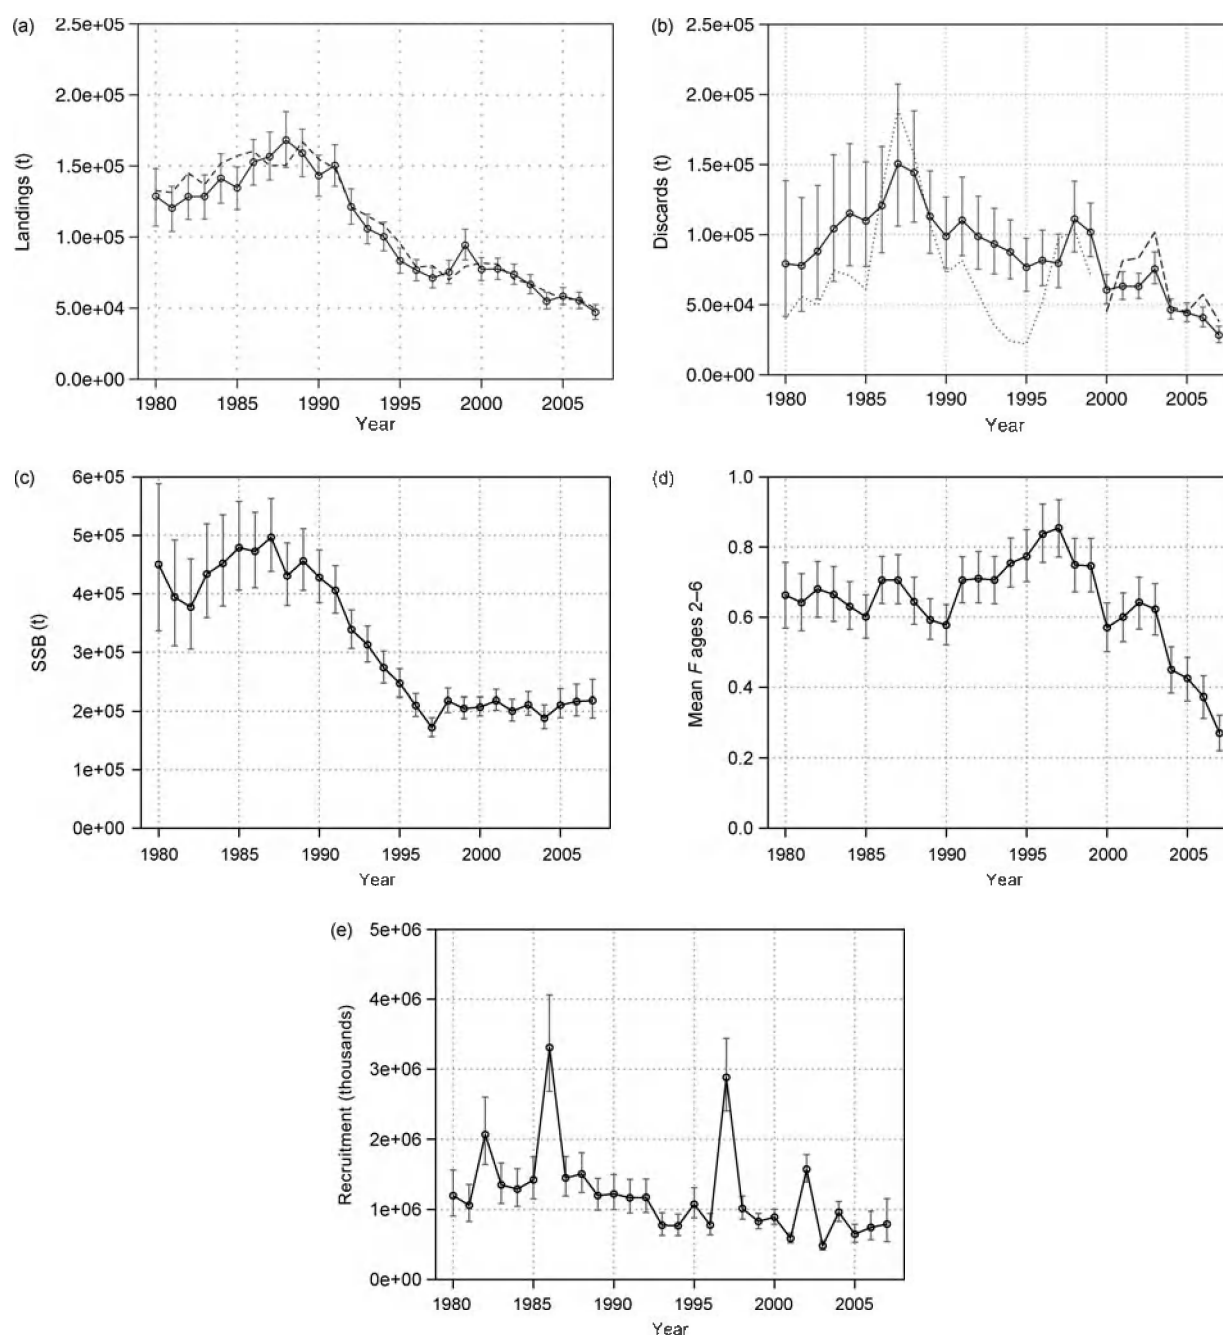 (a)
2.5e+05
2.0e+05
1.5e+05
1.0e+05
5.0e+04
0.0e+00
Landings (t)
1980 1985 1990 1995 2000 2005
Year
(b)
2.5e+05
2.0e+05
1.5e+05
1.0e+05
5.0e+04
0.0e+00
Discards (t)
1980 1985 1990 1995 2000 2005
Year
(c)
6e+05
5e+05
4e+05
3e+05
2e+05
1e+05
0e+00
SSB (t)
1980 1985 1990 1995 2000 2005
Year
(d)
1.0
0.8
0.6
0.4
0.2
0.0
Mean F ages 2–6
1980 1985 1990 1995 2000 2005
Year
(e)
5e+06
4e+06
3e+06
2e+06
1e+06
0e+00
Recruitment (thousands)
1980 1985 1990 1995 2000 2005
Year